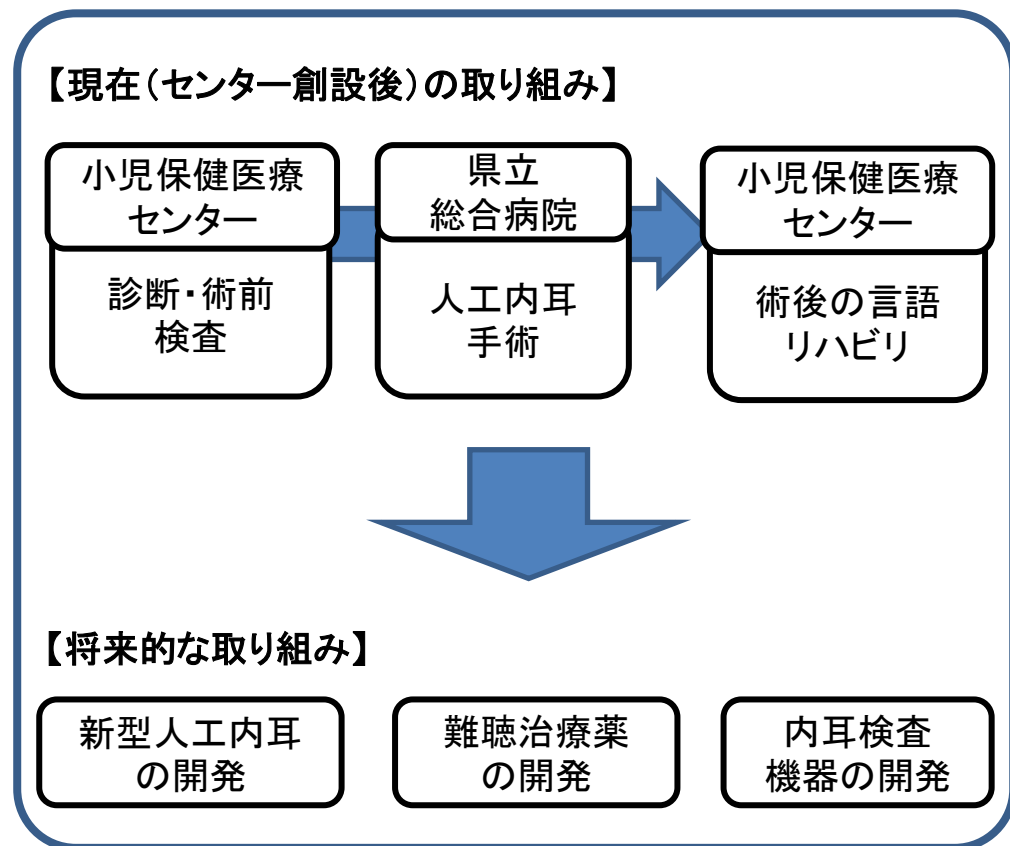 【現在（センター創設後）の取り組み】
小児保健医療
センター
県立
総合病院
小児保健医療
センター
診断・術前
検査
人工内耳
手術
術後の言語
リハビリ
【将来的な取り組み】
新型人工内耳
の開発
難聴治療薬
の開発
内耳検査
機器の開発